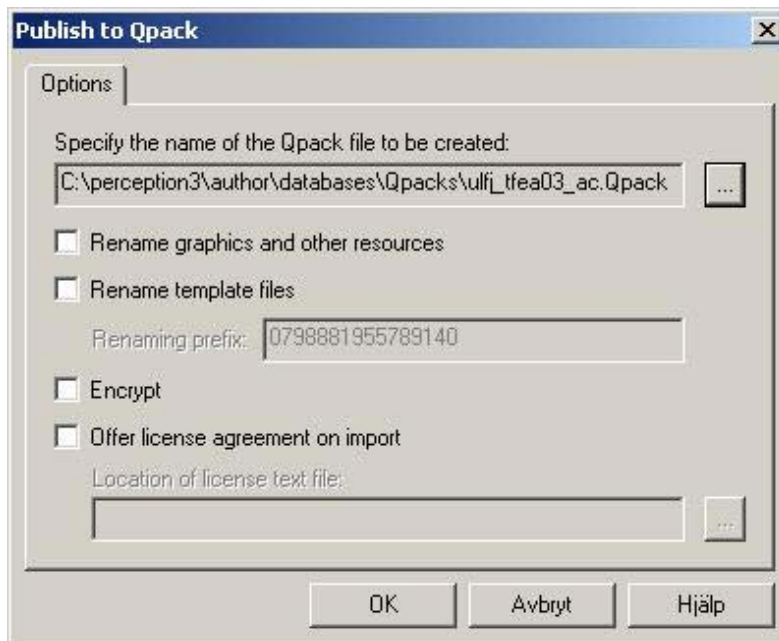 Publish to Qpack
Options
Specify the name of the Qpack file to be created:
C:\perception3\author\databases\Qpacks\ulfj_tfea03_ac.Qpack
...
Rename graphics and other resources
Rename template files
Renaming prefix: 0798881955789140
Encrypt
Offer license agreement on import
Location of license text file:
...
OK Avbryt Hjälp